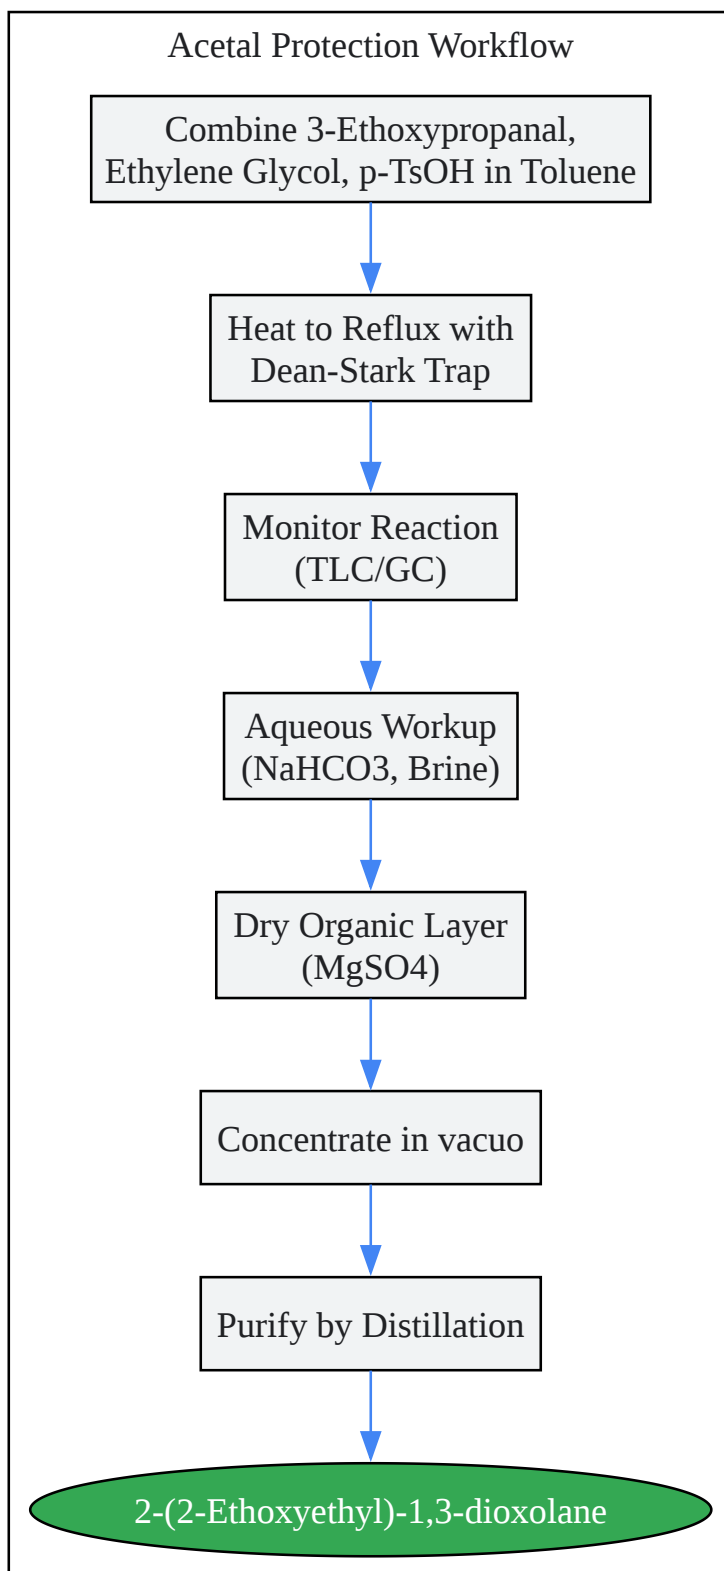 Acetal Protection Workflow
Combine 3-Ethoxypropanal,
Ethylene Glycol, p-TsOH in Toluene
Heat to Reflux with
Dean-Stark Trap
Monitor Reaction
(TLC/GC)
Aqueous Workup
(NaHCO3, Brine)
Dry Organic Layer
(MgSO4)
Concentrate in vacuo
Purify by Distillation
2-(2-Ethoxyethyl)-1,3-dioxolane